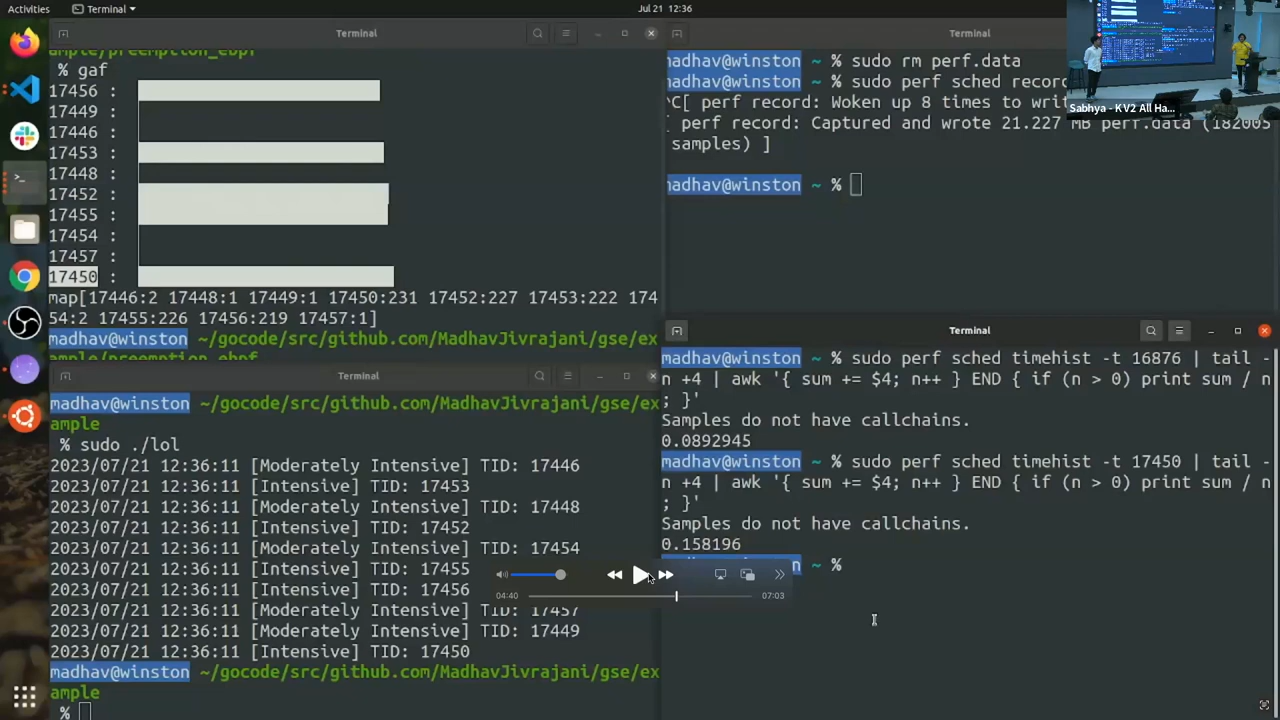 Activities
Terminal
Jul 21 12:36
Terminal
ample/preemption_ebpf
% gaf
17456 :
17449 :
17446 :
17453 :
17448 :
17452 :
17455 :
17454 :
17457 :
17450 :
map[17446:2 17448:1 17449:1 17450:231 17452:227 17453:222 174
54:2 17455:226 17456:219 17457:1]
madhav@winston ~/gocode/src/github.com/MadhavJivrajani/gse/ex
ample/preemption_ebpf
Terminal
madhav@winston ~/gocode/src/github.com/MadhavJivrajani/gse/ex
ample
% sudo ./lol
2023/07/21 12:36:11 [Moderately Intensive] TID: 17446
2023/07/21 12:36:11 [Intensive] TID: 17453
2023/07/21 12:36:11 [Moderately Intensive] TID: 17448
2023/07/21 12:36:11 [Intensive] TID: 17452
2023/07/21 12:36:11 [Moderately Intensive] TID: 17454
2023/07/21 12:36:11 [Intensive] TID: 17455
2023/07/21 12:36:11 [Intensive] TID: 17456
2023/07/21 12:36:11 [Moderately Intensive] TID: 17457
2023/07/21 12:36:11 [Moderately Intensive] TID: 17449
2023/07/21 12:36:11 [Intensive] TID: 17450
madhav@winston ~/gocode/src/github.com/MadhavJivrajani/gse/ex
ample
%
Terminal
madhav@winston ~ % sudo rm perf.data
madhav@winston ~ % sudo perf sched record
^C[ perf record: Woken up 8 times to writ
[ perf record: Captured and wrote 21.227 MB perf.data (182005
samples) ]
madhav@winston ~ %
Sabhya - KV2 All Ha...
Terminal
madhav@winston ~ % sudo perf sched timehist -t 16876 | tail -
n +4 | awk '{ sum += $4; n++ } END { if (n > 0) print sum / n
; }'
Samples do not have callchains.
0.0892945
madhav@winston ~ % sudo perf sched timehist -t 17450 | tail -
n +4 | awk '{ sum += $4; n++ } END { if (n > 0) print sum / n
; }'
Samples do not have callchains.
0.158196
~ %
04:40
07:03